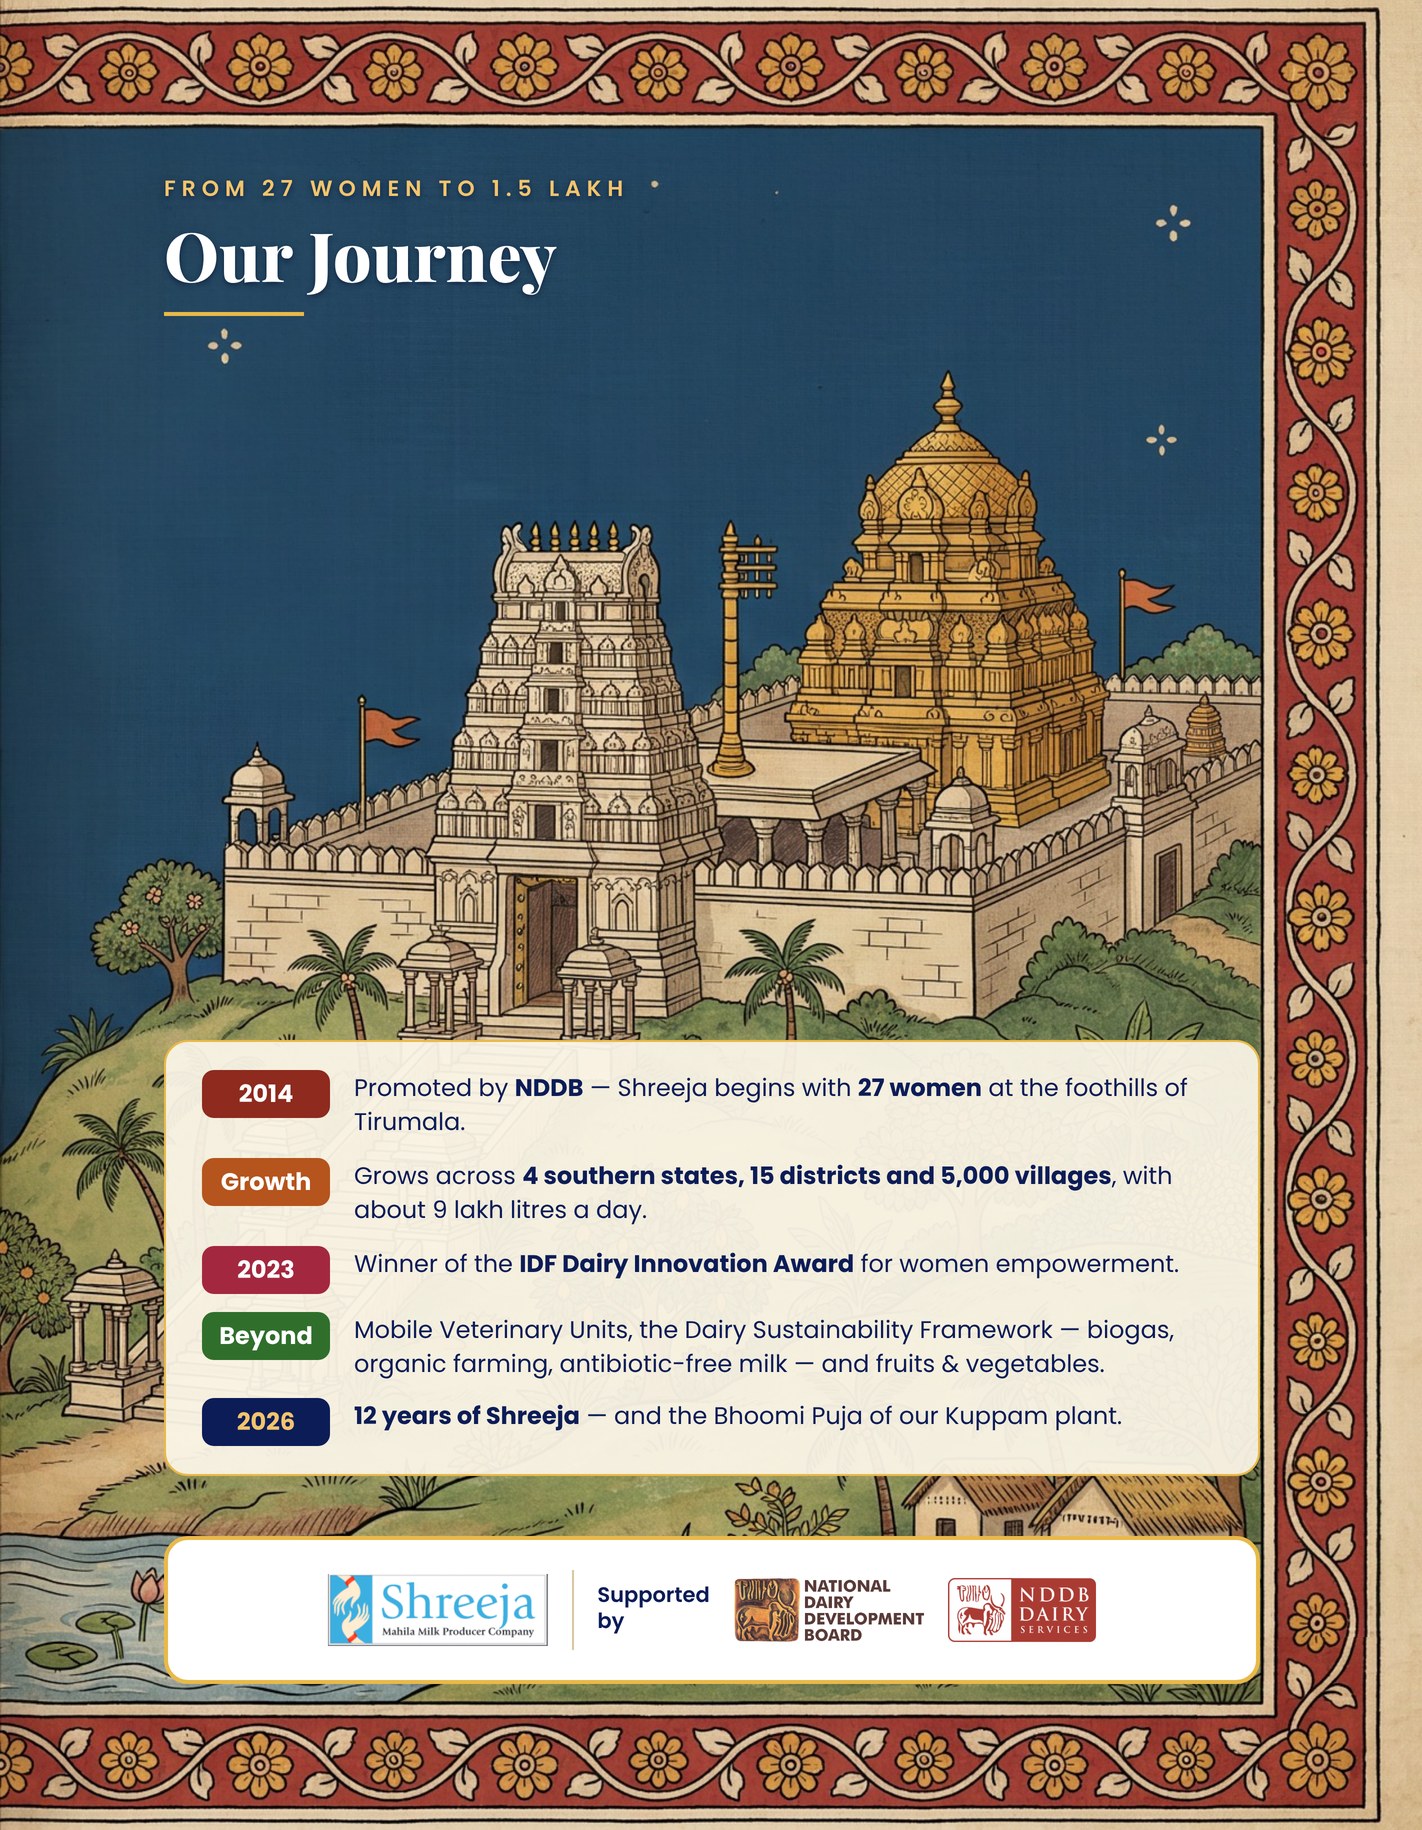 FROM 27 WOMEN TO 1.5 LAKH
Our Journey
2014
Promoted by NDDB — Shreeja begins with 27 women at the foothills of
Tirumala.
Growth
Grows across 4 southern states, 15 districts and 5,000 villages, with
about 9 lakh litres a day.
2023
Winner of the IDF Dairy Innovation Award for women empowerment.
Beyond
Mobile Veterinary Units, the Dairy Sustainability Framework — biogas,
organic farming, antibiotic-free milk — and fruits & vegetables.
2026
12 years of Shreeja — and the Bhoomi Puja of our Kuppam plant.
Shreeja
Mahila Milk Producer Company
Supported
by
NATIONAL
DAIRY
DEVELOPMENT
BOARD
NDDB
DAIRY
SERVICES